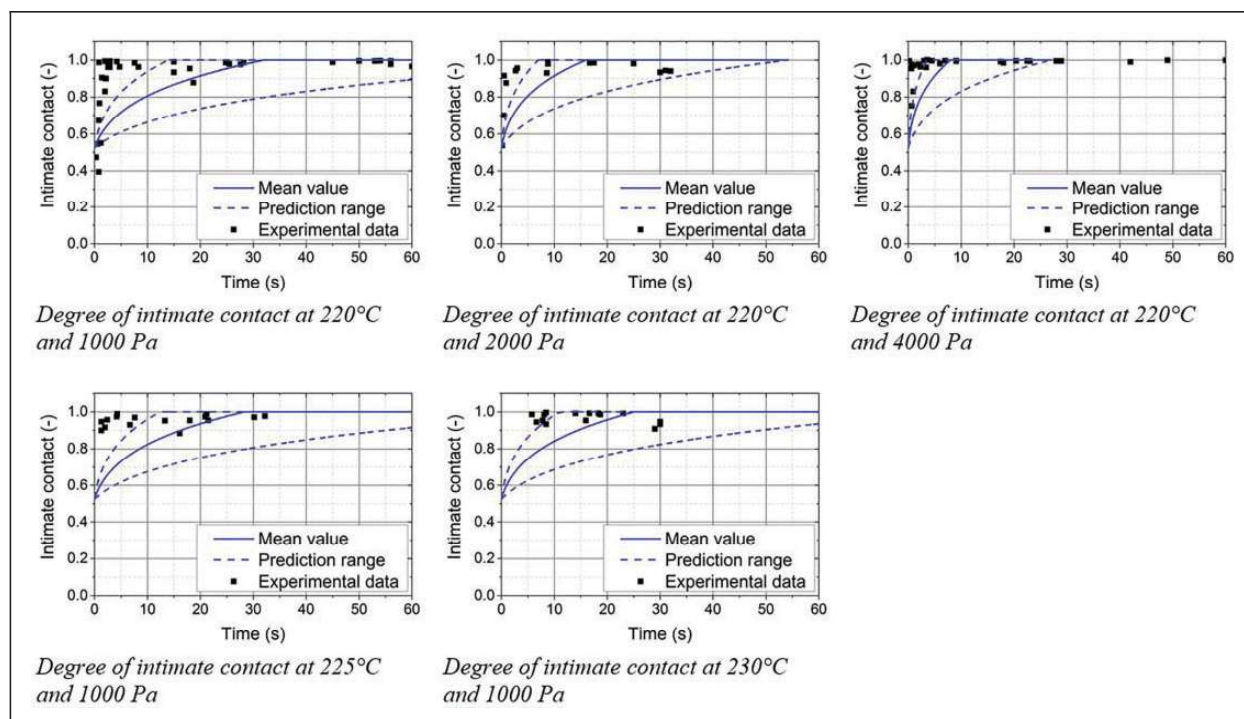 Intimate contact (-)
1.0
0.8
0.6
0.4
0.2
0.0
Mean value
Prediction range
Experimental data
0 10 20 30 40 50 60
Time (s)
Degree of intimate contact at 220°C
and 1000 Pa
Intimate contact (-)
1.0
0.8
0.6
0.4
0.2
0.0
Mean value
Prediction range
Experimental data
0 10 20 30 40 50 60
Time (s)
Degree of intimate contact at 220°C
and 2000 Pa
Intimate contact (-)
1.0
0.8
0.6
0.4
0.2
0.0
Mean value
Prediction range
Experimental data
0 10 20 30 40 50 60
Time (s)
Degree of intimate contact at 220°C
and 4000 Pa
Intimate contact (-)
1.0
0.8
0.6
0.4
0.2
0.0
Mean value
Prediction range
Experimental data
0 10 20 30 40 50 60
Time (s)
Degree of intimate contact at 225°C
and 1000 Pa
Intimate contact (-)
1.0
0.8
0.6
0.4
0.2
0.0
Mean value
Prediction range
Experimental data
0 10 20 30 40 50 60
Time (s)
Degree of intimate contact at 230°C
and 1000 Pa